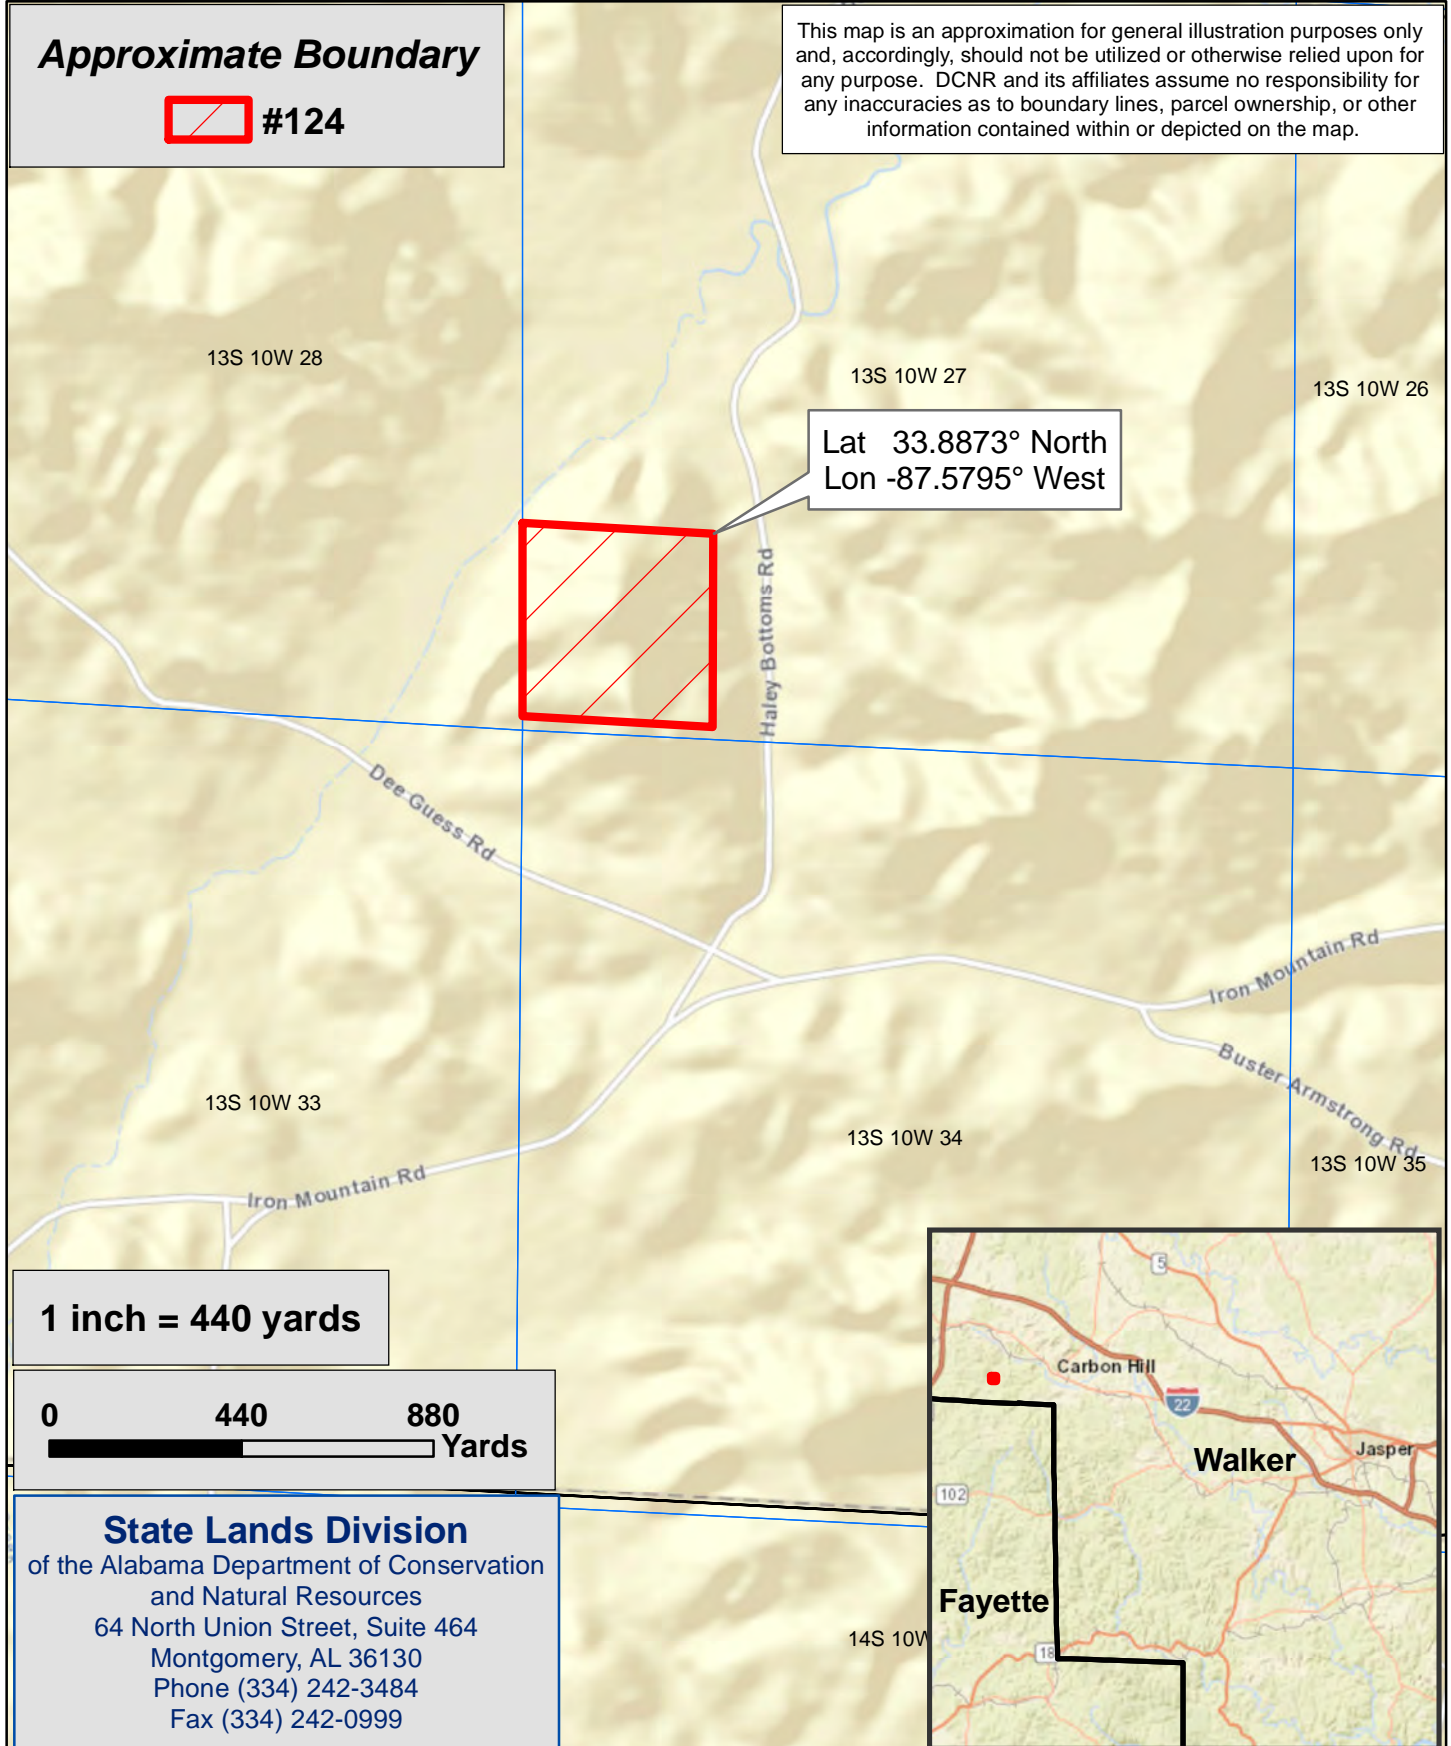 Approximate Boundary
#124
This map is an approximation for general illustration purposes only
and, accordingly, should not be utilized or otherwise relied upon for
any purpose. DCNR and its affiliates assume no responsibility for
any inaccuracies as to boundary lines, parcel ownership, or other
information contained within or depicted on the map.
13S 10W 28
13S 10W 27
13S 10W 26
Lat 33.8873° North
Lon -87.5795° West
Haley Bottoms Rd
Dee Guess Rd
Iron Mountain Rd
Buster Armstrong Rd
13S 10W 33
13S 10W 34
13S 10W 35
Iron Mountain Rd
1 inch = 440 yards
0 440 880
Yards
State Lands Division
of the Alabama Department of Conservation
and Natural Resources
64 North Union Street, Suite 464
Montgomery, AL 36130
Phone (334) 242-3484
Fax (334) 242-0999
14S 10W
5
Carbon Hill
22
Walker
Jasper
102
Fayette
18